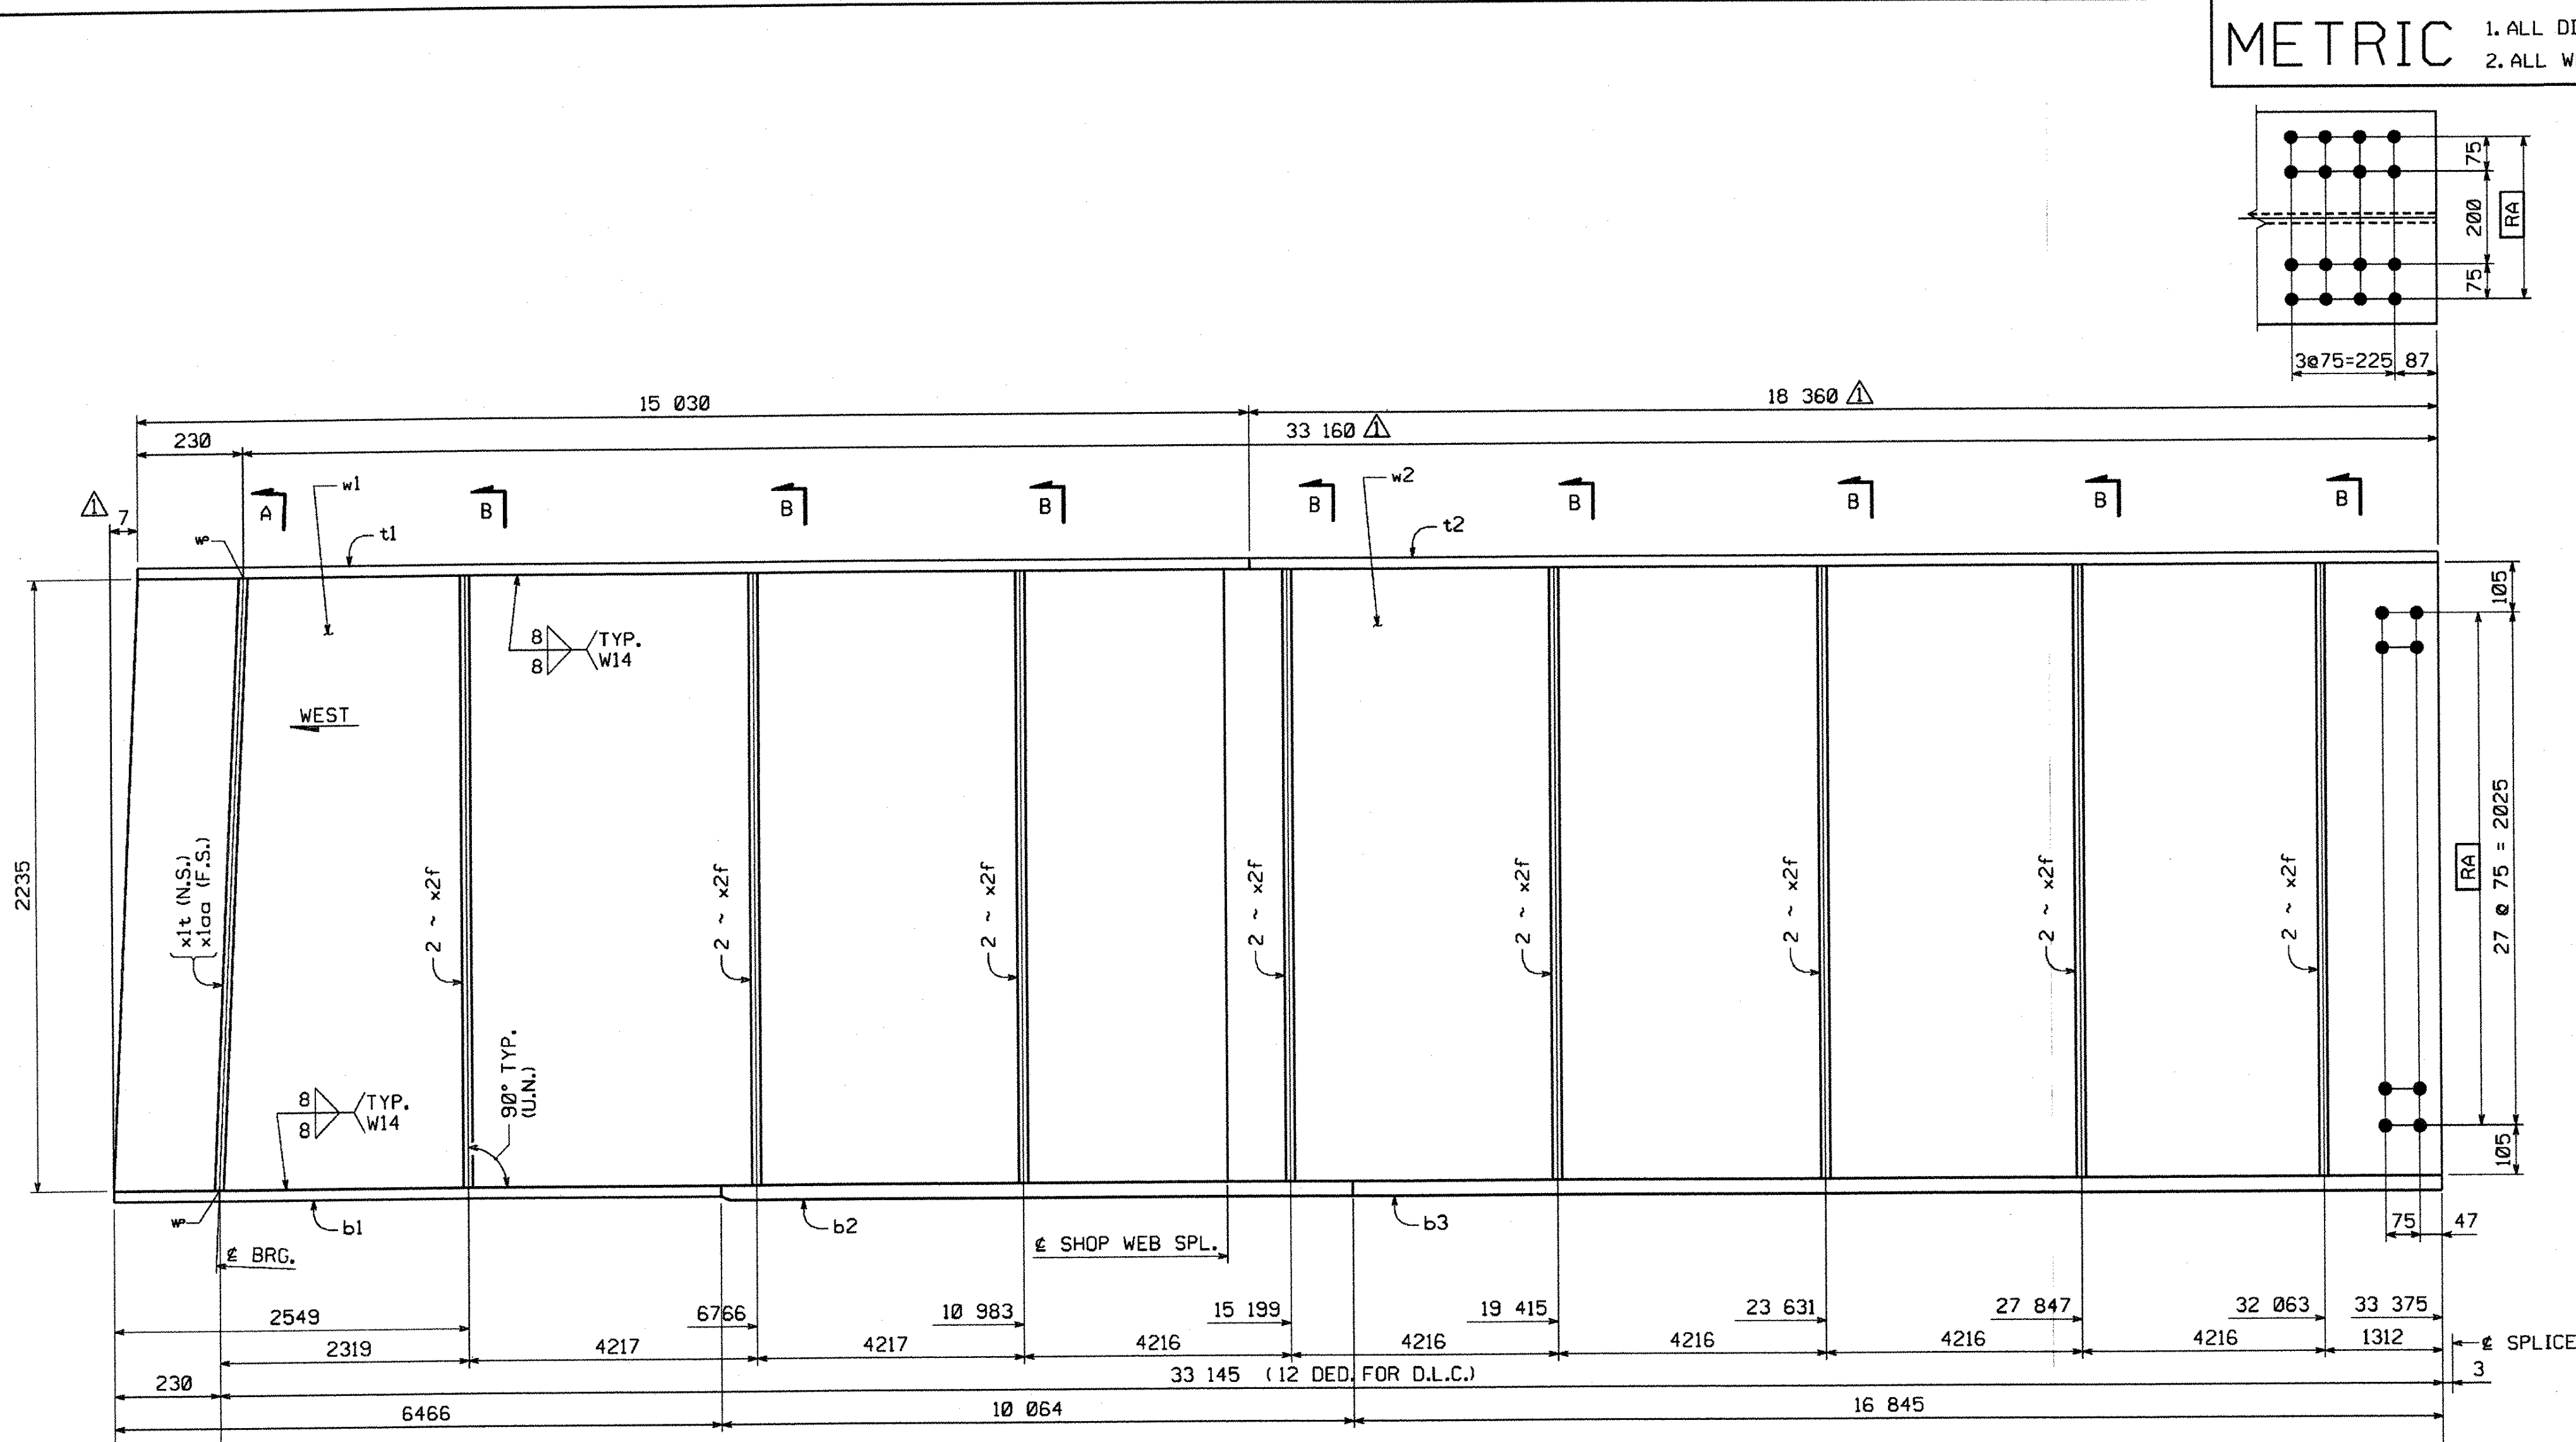 METRIC
1. ALL DI
2. ALL W
75
200
75
RA
3@75=225 87
15 030
18 360 1
230
33 160 1
1
7
A
w1
B
B
B
B
w2
B
B
B
B
wp
t1
t2
105
8
8
TYP.
W14
WEST
2235
x1t (N.S.)
x1aa (F.S.)
2 ~ x2f
2 ~ x2f
2 ~ x2f
2 ~ x2f
2 ~ x2f
2 ~ x2f
2 ~ x2f
2 ~ x2f
RA
27 @ 75 = 2025
90° TYP.
(U.N.)
8
8
TYP.
W14
105
wp
b1
b2
b3
75
47
℄ BRG.
℄ SHOP WEB SPL.
2549
6766
10 983
15 199
19 415
23 631
27 847
32 063
33 375
2319
4217
4217
4216
4216
4216
4216
4216
1312
℄ SPLICE
230
33 145 (12 DED. FOR D.L.C.)
3
6466
10 064
16 845